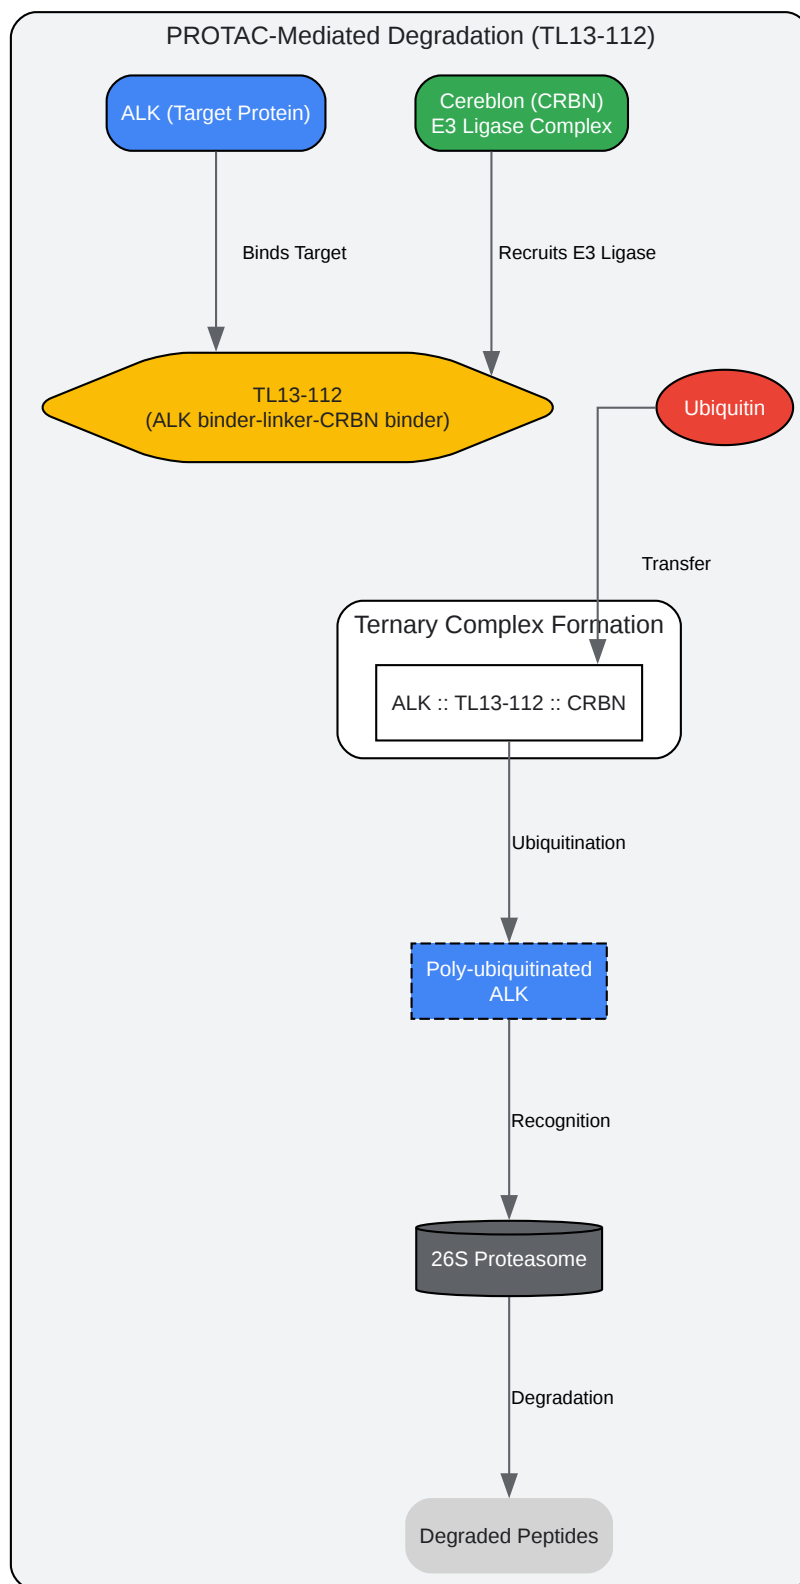 PROTAC-Mediated Degradation (TL13-112)
ALK (Target Protein)
Cereblon (CRBN)
E3 Ligase Complex
Binds Target
Recruits E3 Ligase
TL13-112
(ALK binder-linker-CRBN binder)
Ubiquitin
Transfer
Ternary Complex Formation
ALK :: TL13-112 :: CRBN
Ubiquitination
Poly-ubiquitinated
ALK
Recognition
26S Proteasome
Degradation
Degraded Peptides